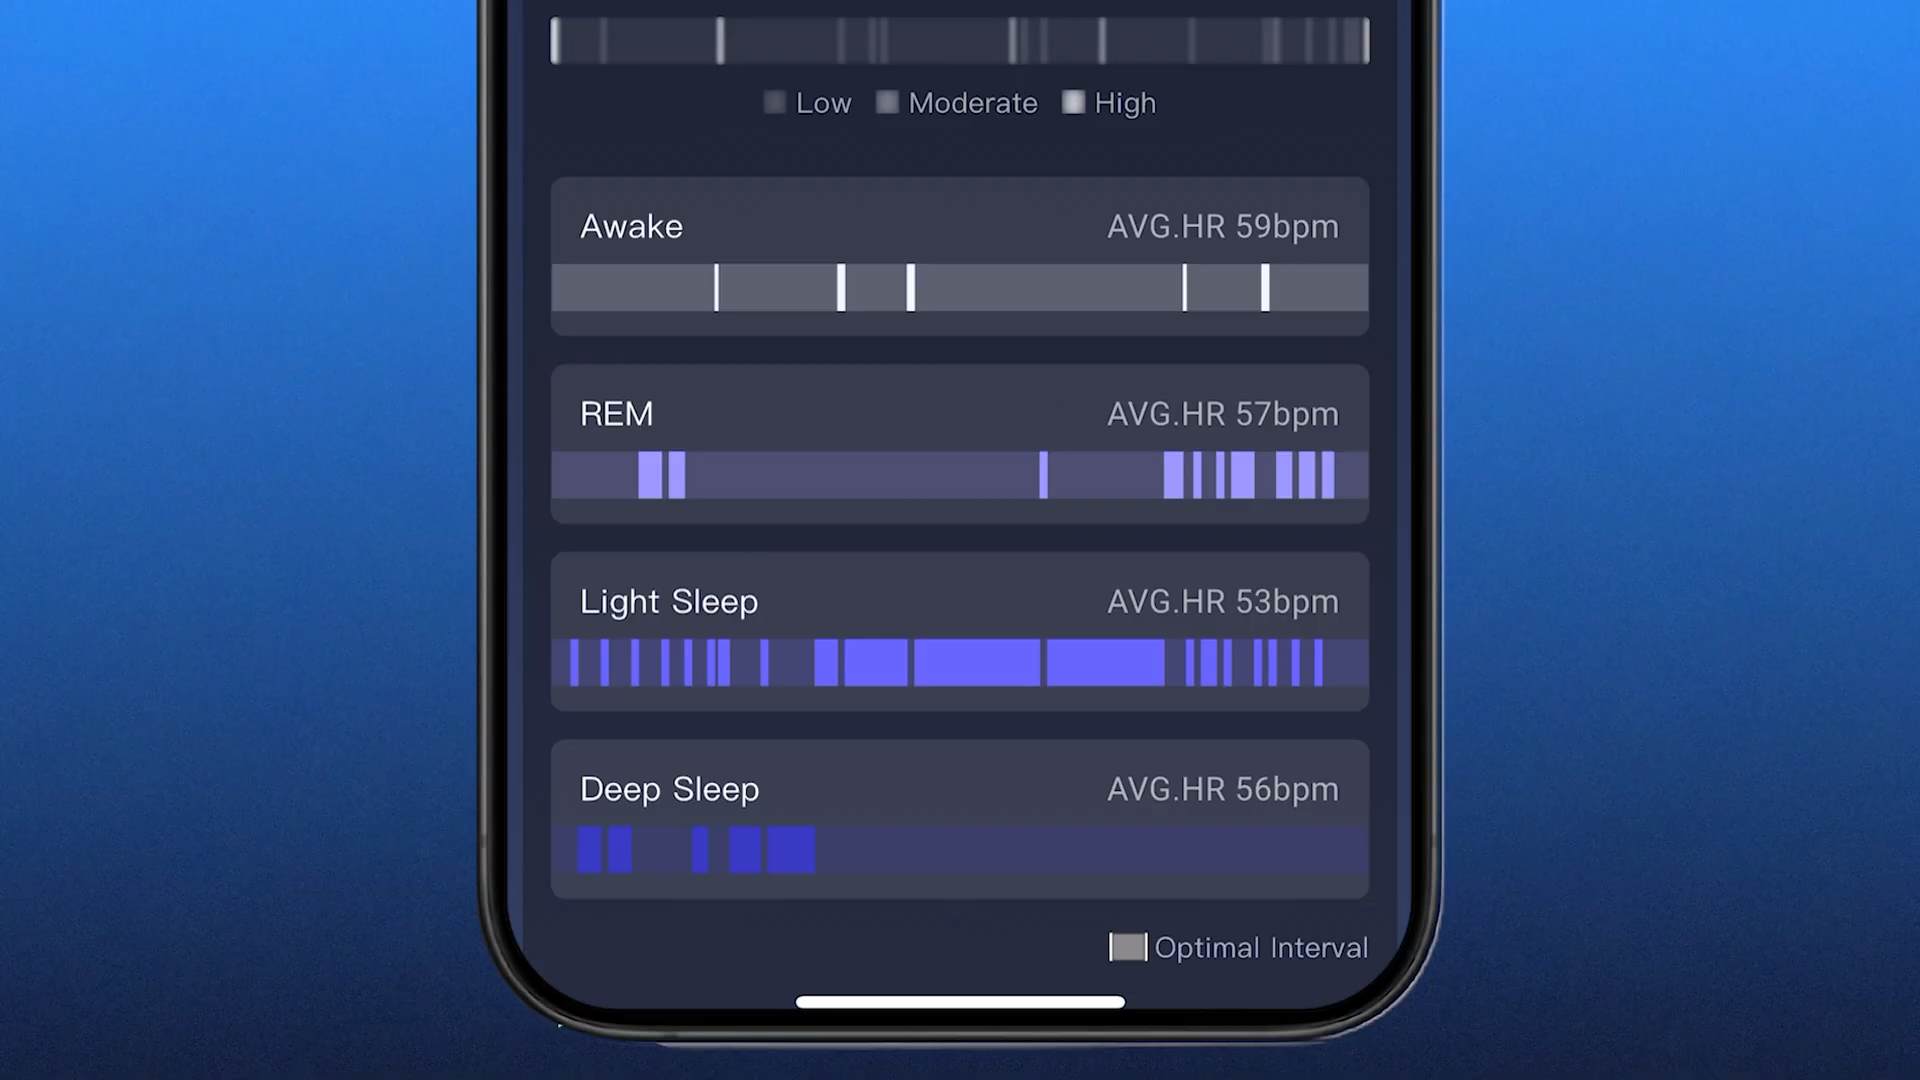 Low Moderate High
Awake AVG.HR 59bpm
REM AVG.HR 57bpm
Light Sleep AVG.HR 53bpm
Deep Sleep AVG.HR 56bpm
Optimal Interval